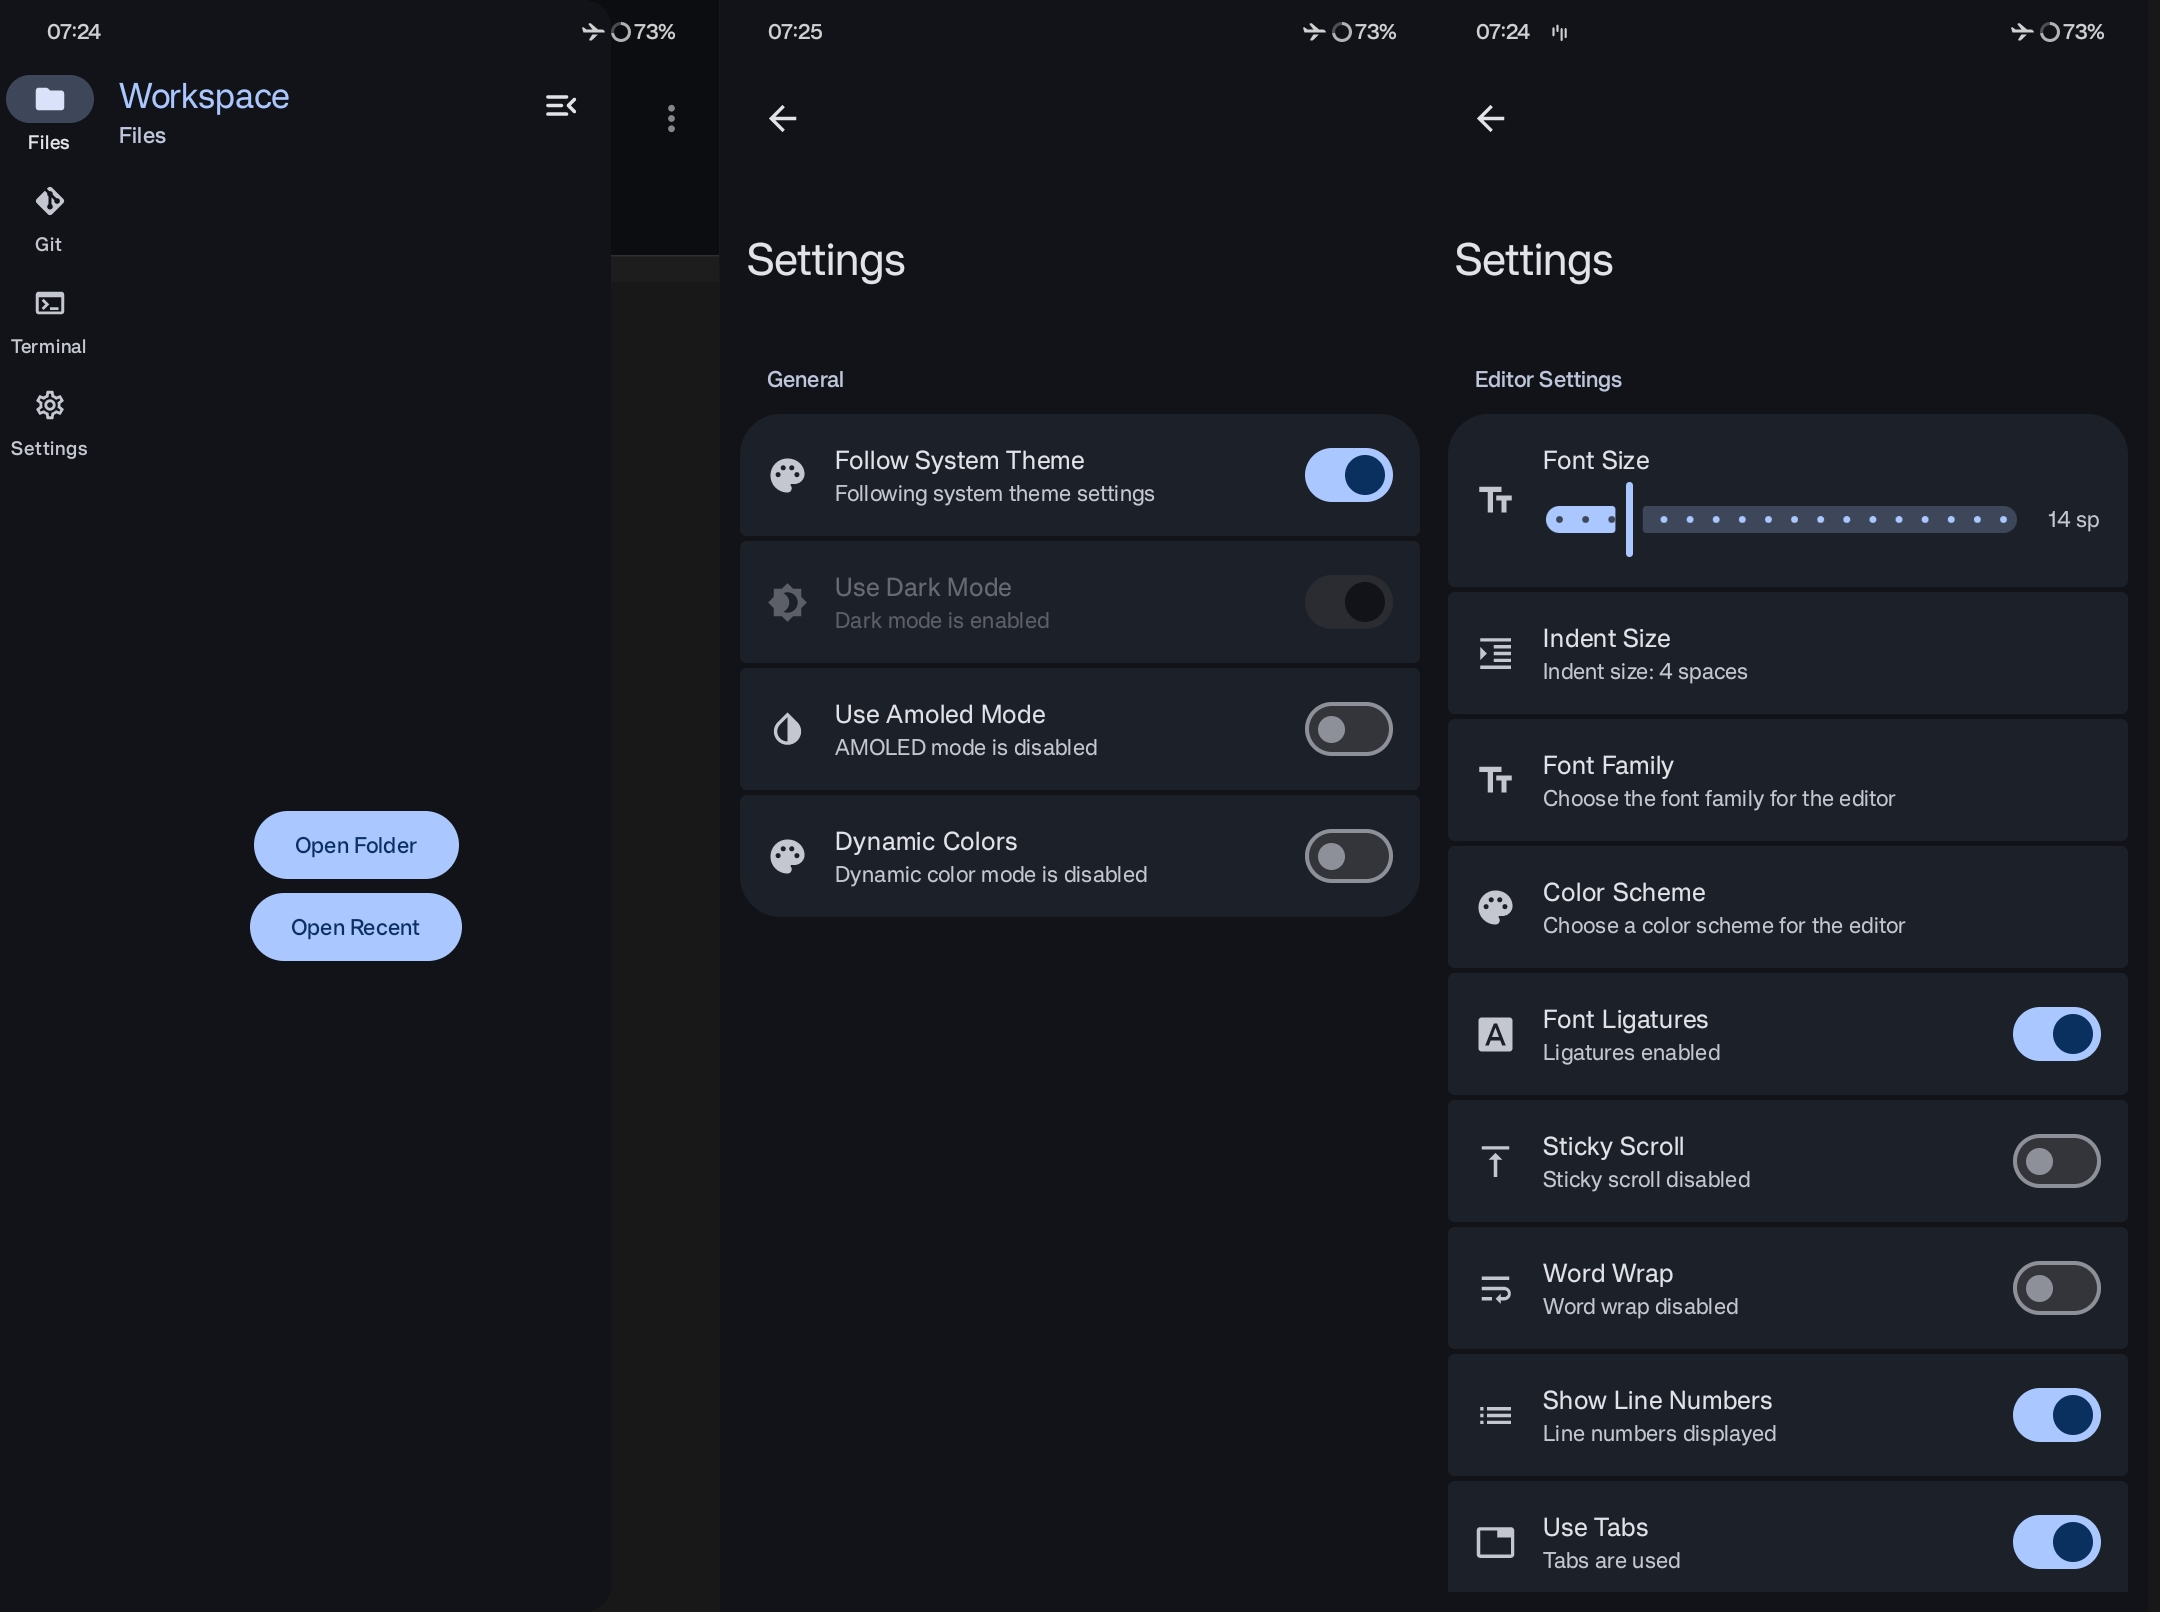 07:24
73%
Workspace
Files
Files
Git
Terminal
Settings
Open Folder
Open Recent
07:25
73%
Settings
General
Follow System Theme
Following system theme settings
Use Dark Mode
Dark mode is enabled
Use Amoled Mode
AMOLED mode is disabled
Dynamic Colors
Dynamic color mode is disabled
07:24
73%
Settings
Editor Settings
Font Size
14 sp
Indent Size
Indent size: 4 spaces
Font Family
Choose the font family for the editor
Color Scheme
Choose a color scheme for the editor
Font Ligatures
Ligatures enabled
Sticky Scroll
Sticky scroll disabled
Word Wrap
Word wrap disabled
Show Line Numbers
Line numbers displayed
Use Tabs
Tabs are used